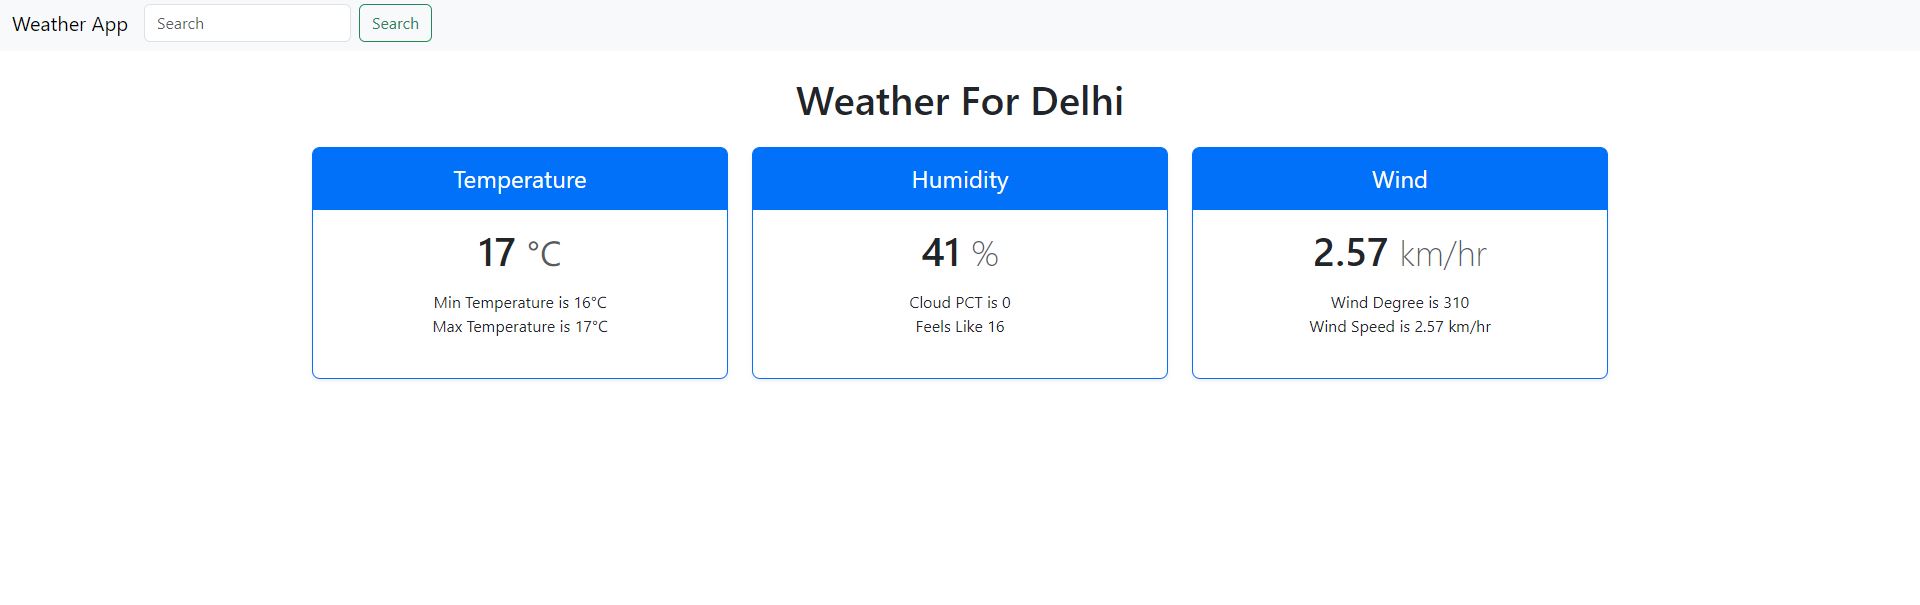 Weather App Search Search
Weather For Delhi
Temperature
17 °C
Min Temperature is 16°C
Max Temperature is 17°C
Humidity
41 %
Cloud PCT is 0
Feels Like 16
Wind
2.57 km/hr
Wind Degree is 310
Wind Speed is 2.57 km/hr